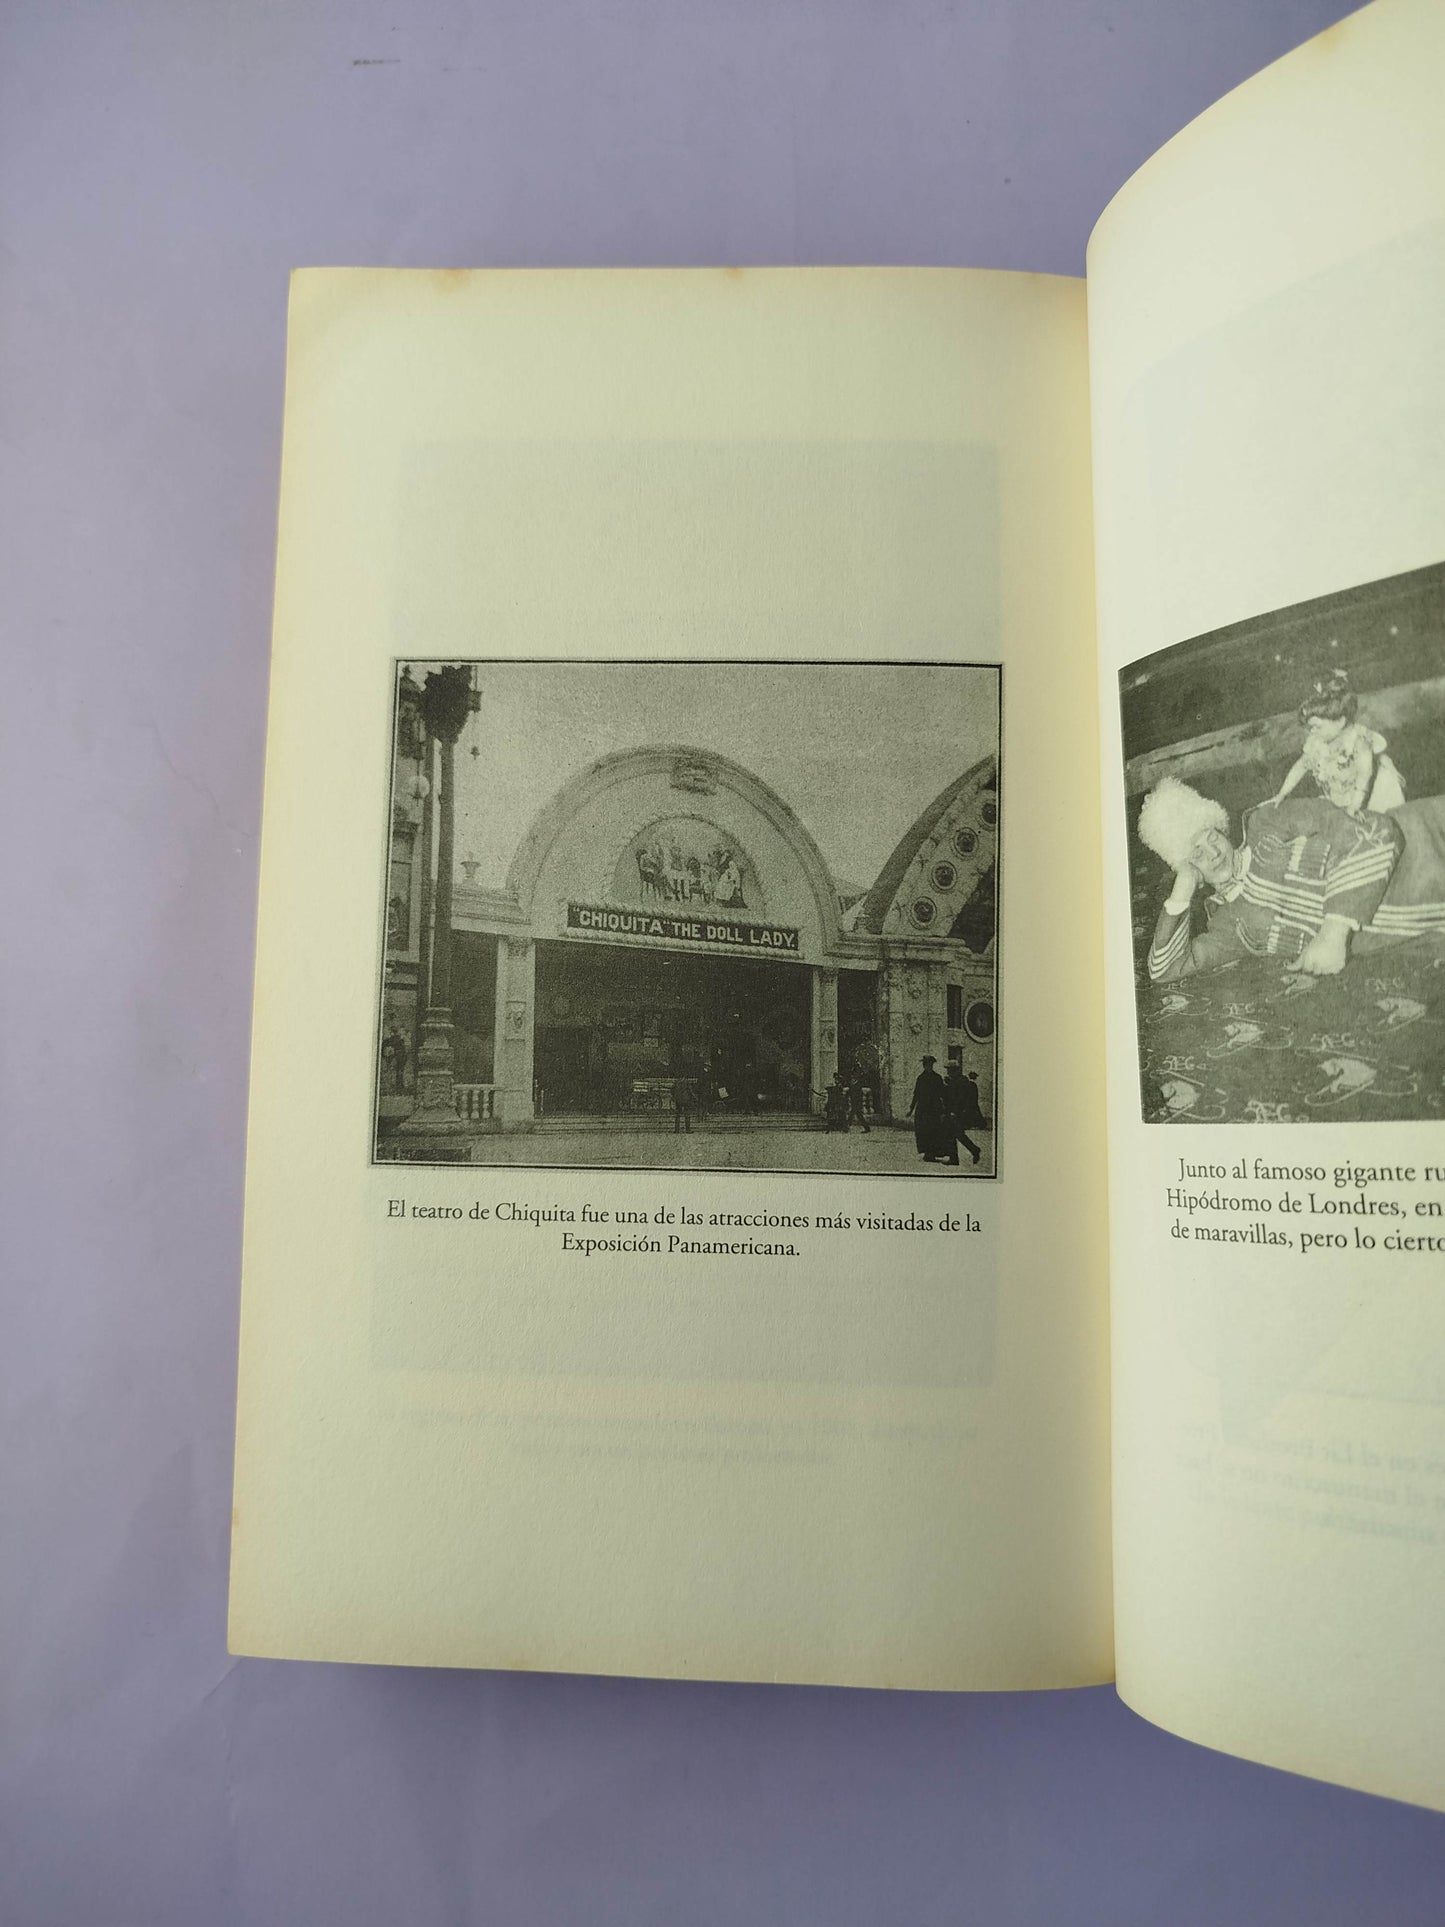 "CHIQUITA" THE DOLL LADY.
El teatro de Chiquita fue una de las atracciones más visitadas de la
Exposición Panamericana.
Junto al famoso gigante ru
Hipódromo de Londres, en
de maravillas, pero lo cierto